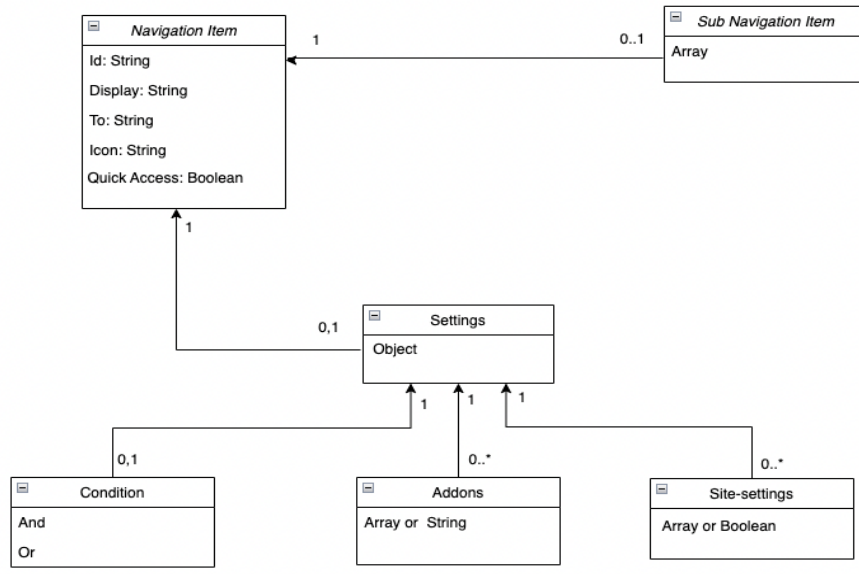 Navigation Item
Id: String
Display: String
To: String
Icon: String
Quick Access: Boolean
1
0..1
Sub Navigation Item
Array
1
0,1
Settings
Object
1
1
1
0,1
0..*
0..*
Condition
And
Or
Addons
Array or String
Site-settings
Array or Boolean